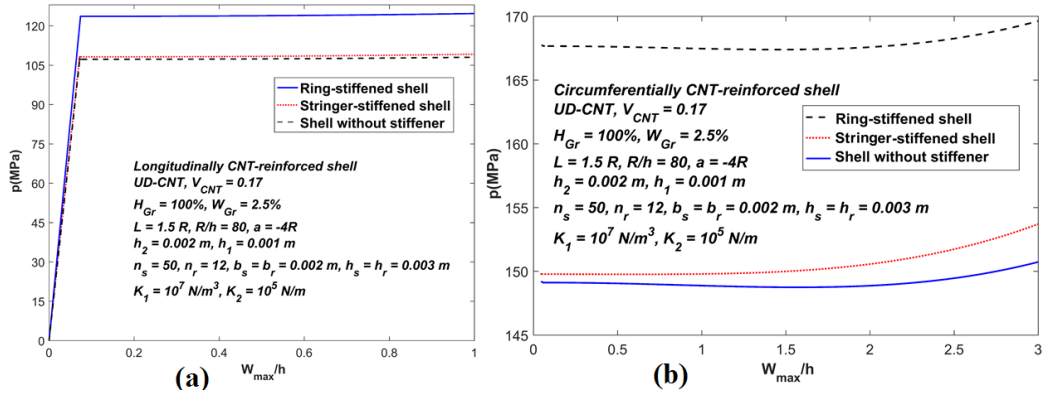 p(MPa)
120
105
90
75
60
45
30
15
0
Ring-stiffened shell
Stringer-stiffened shell
Shell without stiffener
Longitudinally CNT-reinforced shell
UD-CNT, V_CNT = 0.17
H_Gr = 100%, W_Gr = 2.5%
L = 1.5 R, R/h = 80, a = -4R
h_2 = 0.002 m, h_1 = 0.001 m
n_s = 50, n_r = 12, b_s = b_r = 0.002 m, h_s = h_r = 0.003 m
K_1 = 10^7 N/m^3, K_2 = 10^5 N/m
0 0.2 0.4 0.6 0.8 1
W_max/h
(a)
p(MPa)
170
165
160
155
150
145
Circumferentially CNT-reinforced shell
UD-CNT, V_CNT = 0.17
H_Gr = 100%, W_Gr = 2.5%
L = 1.5 R, R/h = 80, a = -4R
h_2 = 0.002 m, h_1 = 0.001 m
n_s = 50, n_r = 12, b_s = b_r = 0.002 m, h_s = h_r = 0.003 m
K_1 = 10^7 N/m^3, K_2 = 10^5 N/m
Ring-stiffened shell
Stringer-stiffened shell
Shell without stiffener
0 0.5 1 1.5 2 2.5 3
W_max/h
(b)